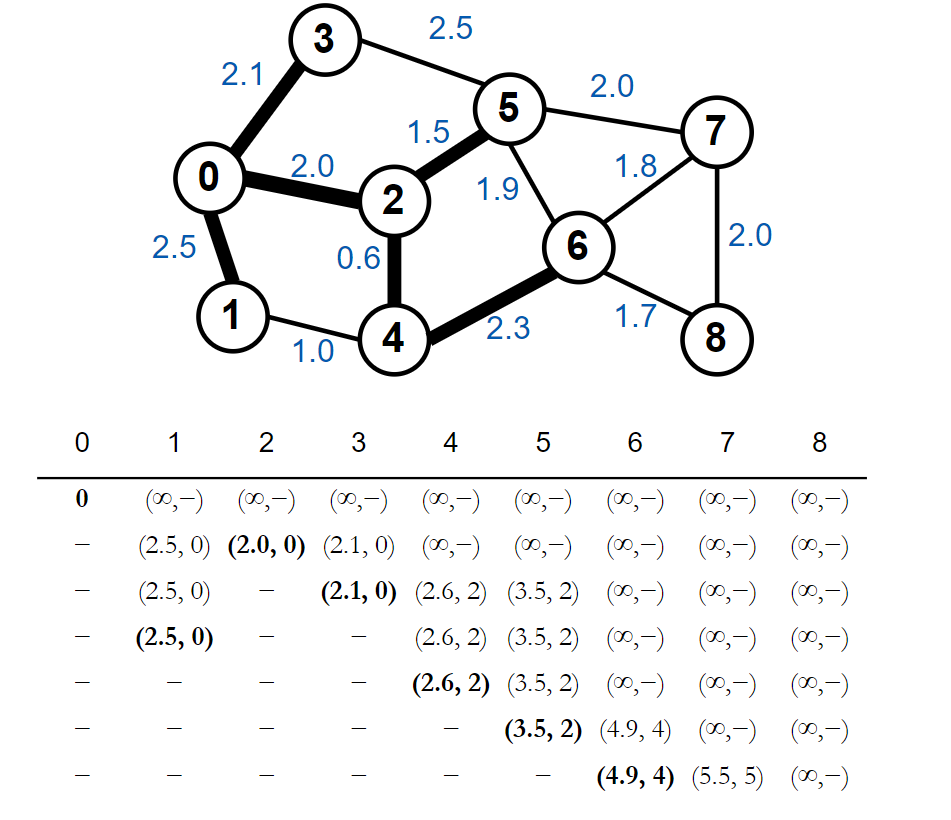 3
2.5
2.1
5
2.0
7
1.5
0
2.0
2
1.9
1.8
6
2.0
2.5
0.6
1
4
2.3
1.7
8
1.0
0 1 2 3 4 5 6 7 8
0 (∞,−) (∞,−) (∞,−) (∞,−) (∞,−) (∞,−) (∞,−) (∞,−)
− (2.5, 0) (2.0, 0) (2.1, 0) (∞,−) (∞,−) (∞,−) (∞,−) (∞,−)
− (2.5, 0) − (2.1, 0) (2.6, 2) (3.5, 2) (∞,−) (∞,−) (∞,−)
− (2.5, 0) − − (2.6, 2) (3.5, 2) (∞,−) (∞,−) (∞,−)
− − − − (2.6, 2) (3.5, 2) (∞,−) (∞,−) (∞,−)
− − − − − (3.5, 2) (4.9, 4) (∞,−) (∞,−)
− − − − − − (4.9, 4) (5.5, 5) (∞,−)